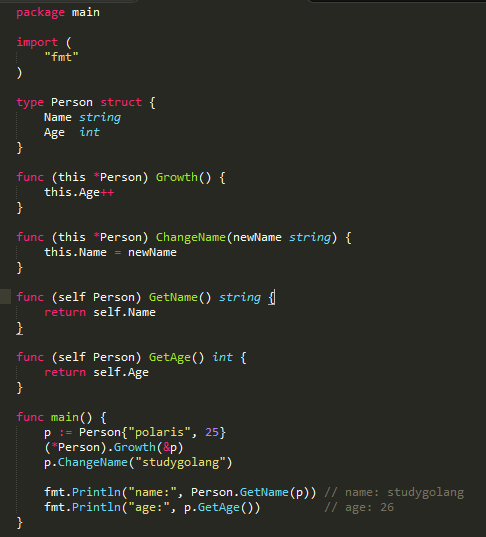 package main
import (
"fmt"
)
type Person struct {
Name string
Age  int
}
func (this *Person) Growth() {
this.Age++
}
func (this *Person) ChangeName(newName string) {
this.Name = newName
}
func (self Person) GetName() string {
return self.Name
}
func (self Person) GetAge() int {
return self.Age
}
func main() {
p := Person{"polaris", 25}
(*Person).Growth(&p)
p.ChangeName("studygolang")
fmt.Println("name:", Person.GetName(p)) // name: studygolang
fmt.Println("age:", p.GetAge())         // age: 26
}